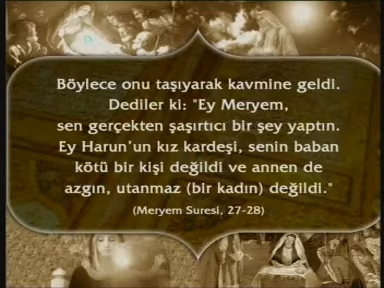 Böylece onu taşıyarak kavmine geldi.
Dediler ki: "Ey Meryem,
sen gerçekten şaşırtıcı bir şey yaptın.
Ey Harun'un kız kardeşi, senin baban
kötü bir kişi değildi ve annen de
azgın, utanmaz (bir kadın) değildi."
(Meryem Suresi, 27-28)